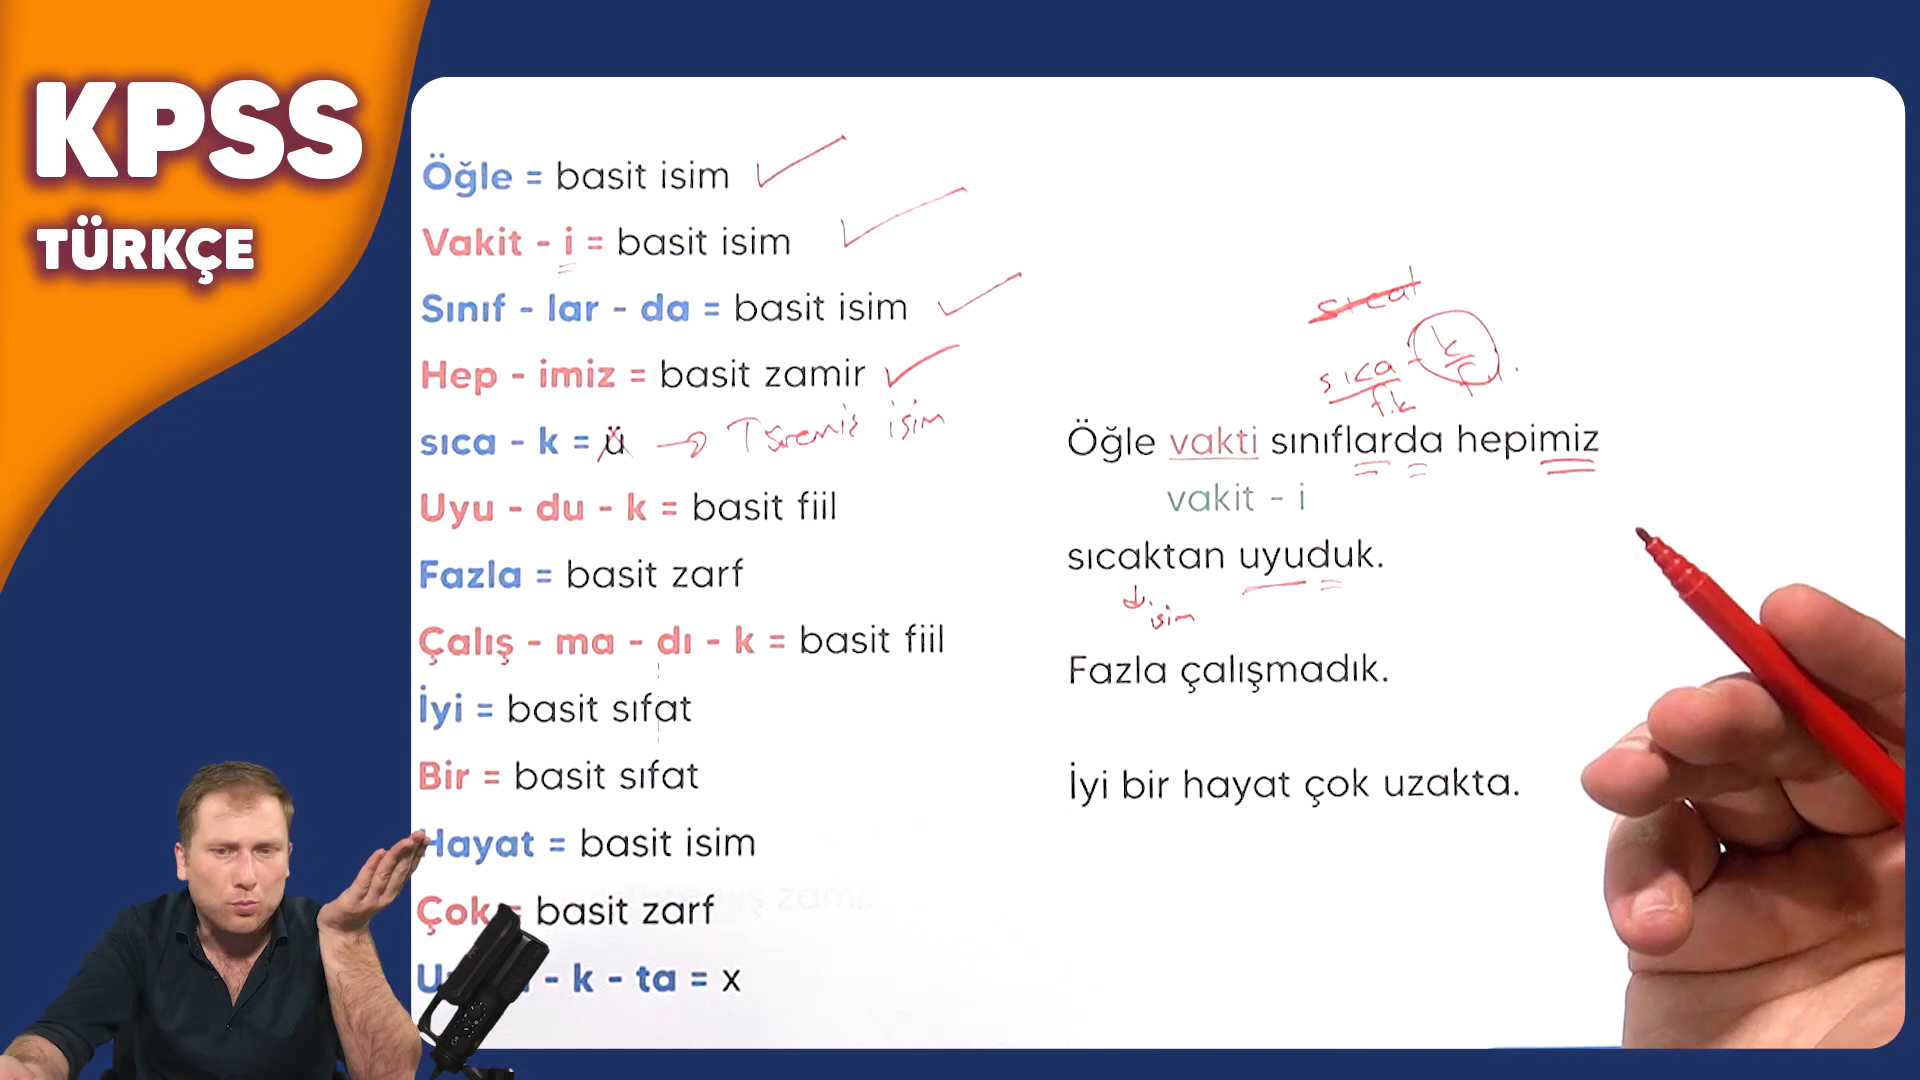 KPSS
TÜRKÇE
Öğle = basit isim
Vakit - i = basit isim
Sınıf - lar - da = basit isim
Hep - imiz = basit zamir
sıca - k = ü → Türemiş isim
Uyu - du - k = basit fiil
Fazla = basit zarf
Çalış - ma - dı - k = basit fiil
İyi = basit sıfat
Bir = basit sıfat
Hayat = basit isim
Çok = basit zarf
- k - ta = x
sıca - k
f.k
Öğle vakti sınıflarda hepimiz
vakit - i
sıcaktan uyuduk.
isim
Fazla çalışmadık.
İyi bir hayat çok uzakta.